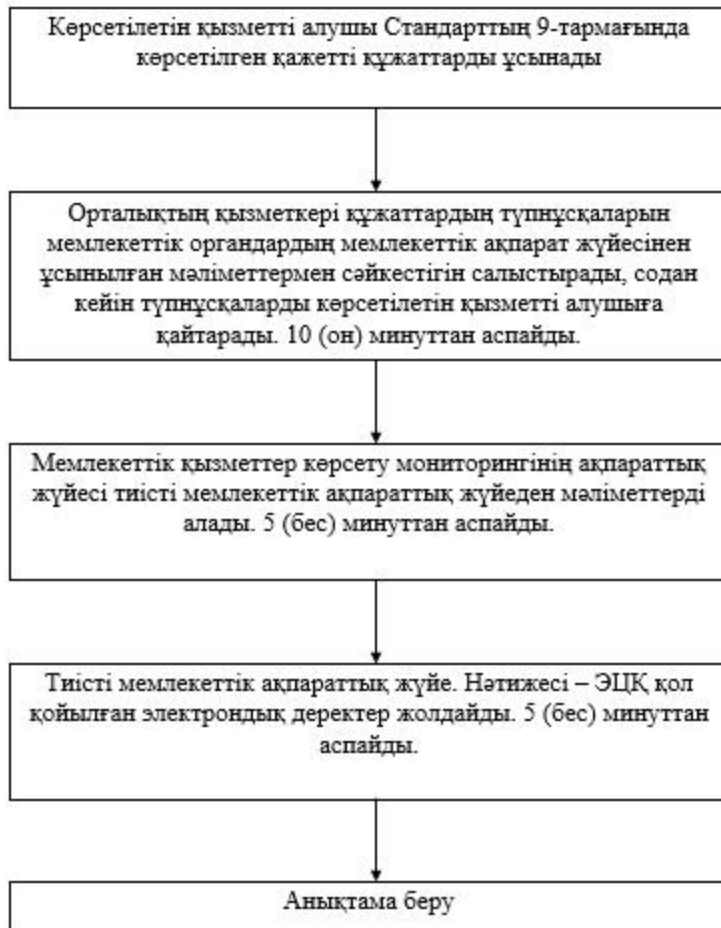 Көрсетілетін қызметті алушы Стандарттың 9-тармағында
көрсетілген қажетті құжаттарды ұсынады
Орталықтың қызметкері құжаттардың түпнұсқаларын
мемлекеттік органдардың мемлекеттік ақпарат жүйесінен
ұсынылған мәліметтермен сәйкестігін салыстырады, содан
кейін түпнұсқаларды көрсетілетін қызметті алушыға
қайтарады. 10 (он) минуттан аспайды.
Мемлекеттік қызметтер көрсету мониторингінің ақпараттық
жүйесі тиісті мемлекеттік ақпараттық жүйеден мәліметтерді
алады. 5 (бес) минуттан аспайды.
Тиісті мемлекеттік ақпараттық жүйе. Нәтижесі – ЭЦҚ қол
қойылған электрондық деректер жолдайды. 5 (бес) минуттан
аспайды.
Анықтама беру